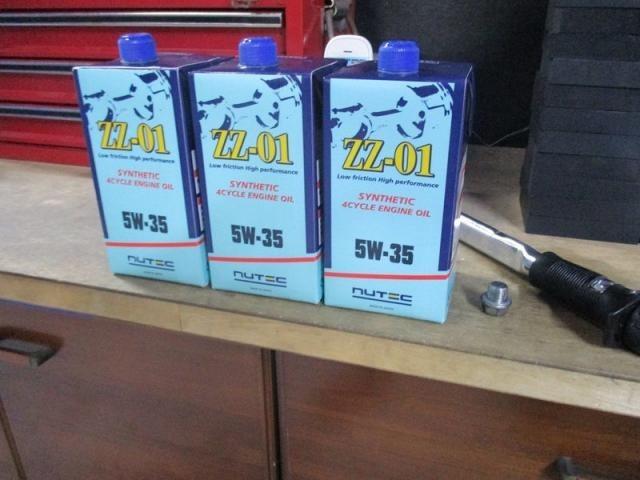 ZZ-01
Low friction High performance
SYNTHETIC
4CYCLE ENGINE OIL
5W-35
NUTEC
ZZ-01
Low friction High performance
SYNTHETIC
4CYCLE ENGINE OIL
5W-35
NUTEC
ZZ-01
Low friction High performance
SYNTHETIC
4CYCLE ENGINE OIL
5W-35
NUTEC